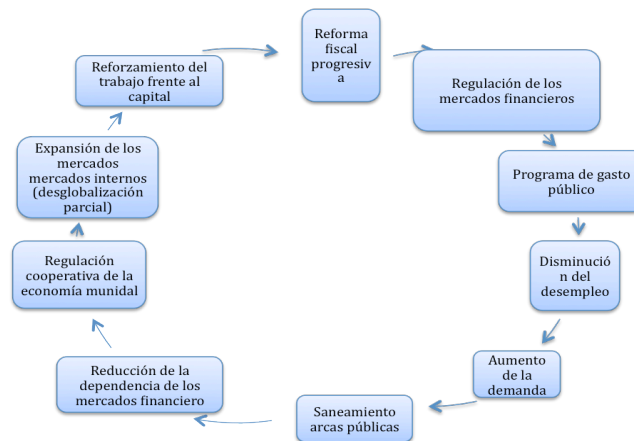 Reforma
fiscal
progresiv
a
Regulación de los
mercados financieros
Programa de gasto
público
Disminució
n del
desempleo
Aumento
de la
demanda
Saneamiento
arcas públicas
Reducción de la
dependencia de los
mercados financiero
Regulación
cooperativa de la
economía munidal
Expansión de los
mercados
mercados internos
(desglobalización
parcial)
Reforzamiento del
trabajo frente al
capital